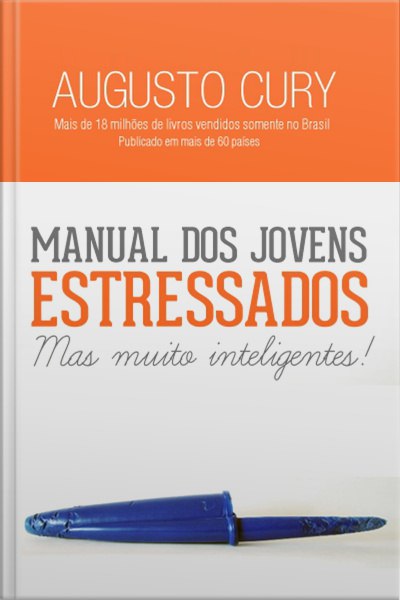 AUGUSTO CURY
Mais de 18 milhões de livros vendidos somente no Brasil
Publicado em mais de 60 países
MANUAL DOS JOVENS
ESTRESSADOS
Mas muito inteligentes!